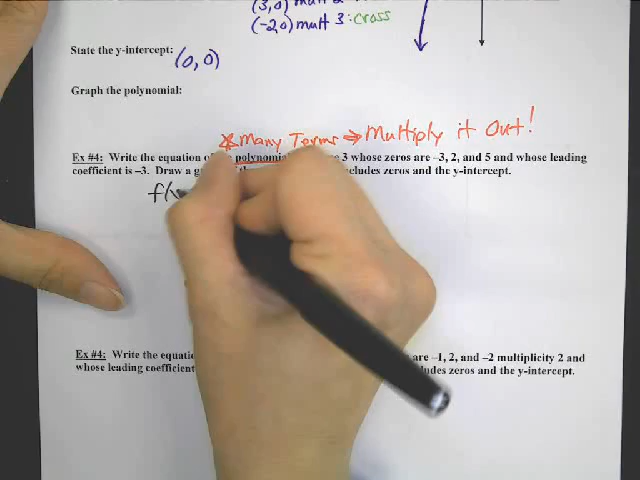 (3,0) mult 2
(-2,0) mult 3: cross
State the y-intercept: (0,0)
Graph the polynomial:
*Many Terms ⇒ Multiply it Out!
Ex #4: Write the equation of polynomial 3 whose zeros are –3, 2, and 5 and whose leading
coefficient is –3. Draw a includes zeros and the y-intercept.
f(x
Ex #4: Write the are –1, 2, and –2 multiplicity 2 and
whose leading zeros and the y-intercept.